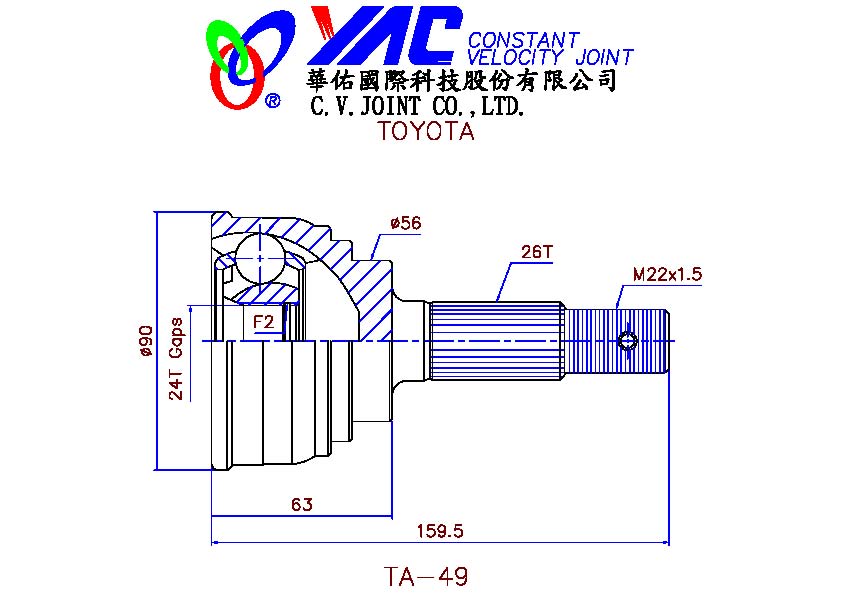 YAC CONSTANT
VELOCITY JOINT
®
華佑國際科技股份有限公司
C.V.JOINT CO.,LTD.
TOYOTA
ø56
26T
M22x1.5
F2
ø90
24T Gaps
63
159.5
TA-49